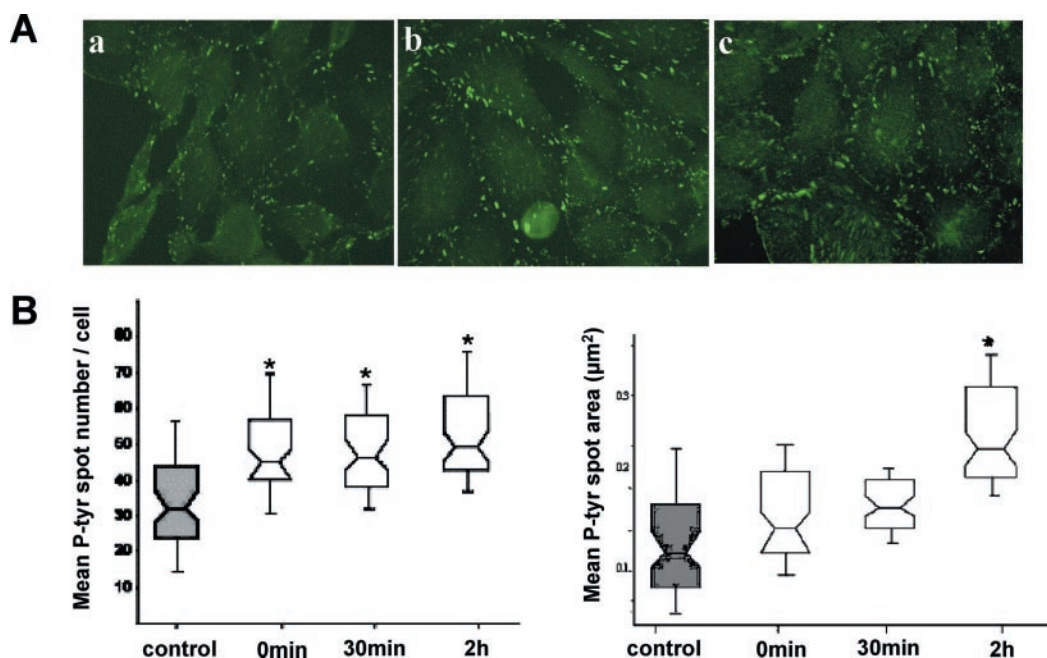 A
a
b
c
B
Mean P-tyr spot number / cell
80
70
60
50
40
30
20
10
*
*
*
control
0min
30min
2h
Mean P-tyr spot area (μm²)
0.3
0.2
0.1
*
control
0min
30min
2h